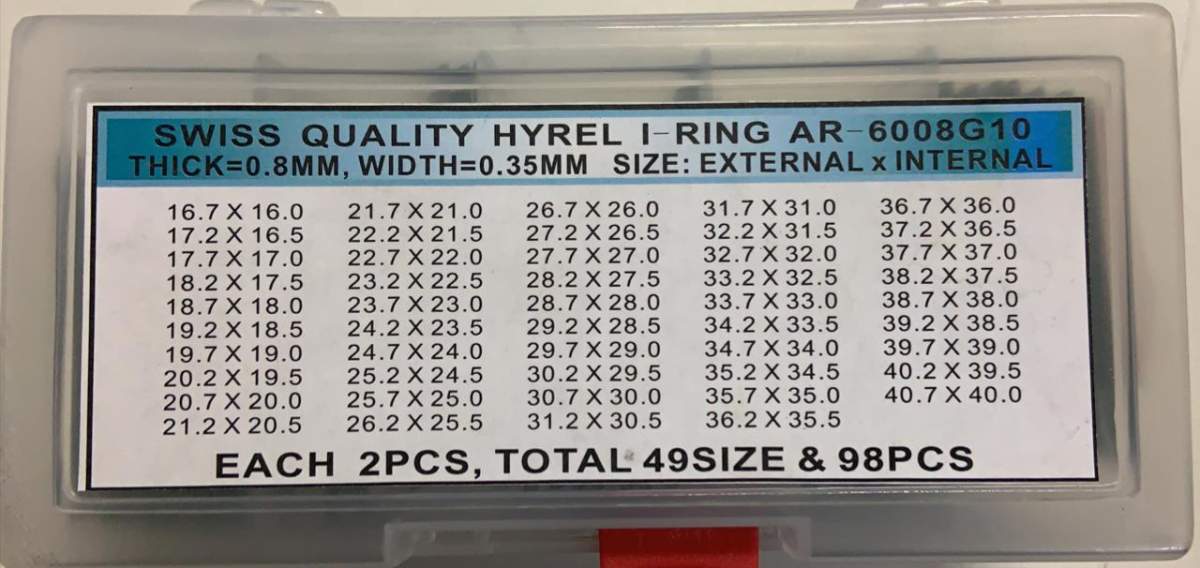 SWISS QUALITY HYREL I-RING AR-6008G10
THICK=0.8MM, WIDTH=0.35MM SIZE: EXTERNAL x INTERNAL
16.7 X 16.0 21.7 X 21.0 26.7 X 26.0 31.7 X 31.0 36.7 X 36.0
17.2 X 16.5 22.2 X 21.5 27.2 X 26.5 32.2 X 31.5 37.2 X 36.5
17.7 X 17.0 22.7 X 22.0 27.7 X 27.0 32.7 X 32.0 37.7 X 37.0
18.2 X 17.5 23.2 X 22.5 28.2 X 27.5 33.2 X 32.5 38.2 X 37.5
18.7 X 18.0 23.7 X 23.0 28.7 X 28.0 33.7 X 33.0 38.7 X 38.0
19.2 X 18.5 24.2 X 23.5 29.2 X 28.5 34.2 X 33.5 39.2 X 38.5
19.7 X 19.0 24.7 X 24.0 29.7 X 29.0 34.7 X 34.0 39.7 X 39.0
20.2 X 19.5 25.2 X 24.5 30.2 X 29.5 35.2 X 34.5 40.2 X 39.5
20.7 X 20.0 25.7 X 25.0 30.7 X 30.0 35.7 X 35.0 40.7 X 40.0
21.2 X 20.5 26.2 X 25.5 31.2 X 30.5 36.2 X 35.5
EACH 2PCS, TOTAL 49SIZE & 98PCS